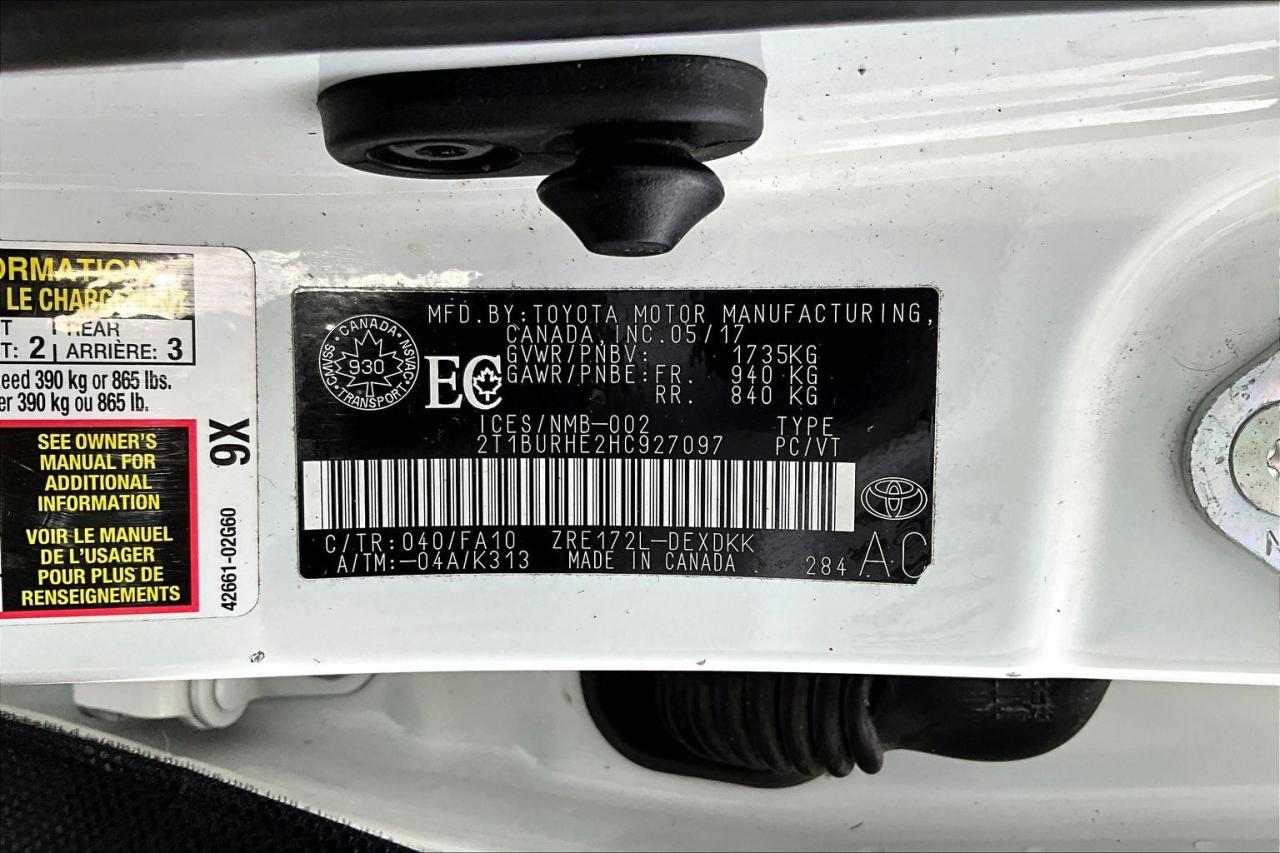 ORMATION
LE CHARGEMENT
T REAR
T: 2 ARRIÈRE: 3
eed 390 kg or 865 lbs.
er 390 kg ou 865 lb.
SEE OWNER'S
MANUAL FOR
ADDITIONAL
INFORMATION
VOIR LE MANUEL
DE L'USAGER
POUR PLUS DE
RENSEIGNEMENTS
9X
42661-02G60
MFD.BY:TOYOTA MOTOR MANUFACTURING,
CANADA,INC.05/17
GVWR/PNBV: 1735KG
GAWR/PNBE:FR. 940 KG
RR. 840 KG
CANADA
CMVSS NSVAC
930
TRANSPORT
EC
ICES/NMB-002 TYPE
2T1BURHE2HC927097 PC/VT
C/TR:040/FA10 ZRE172L-DEXDKK
A/TM:-04A/K313 MADE IN CANADA 284 AC